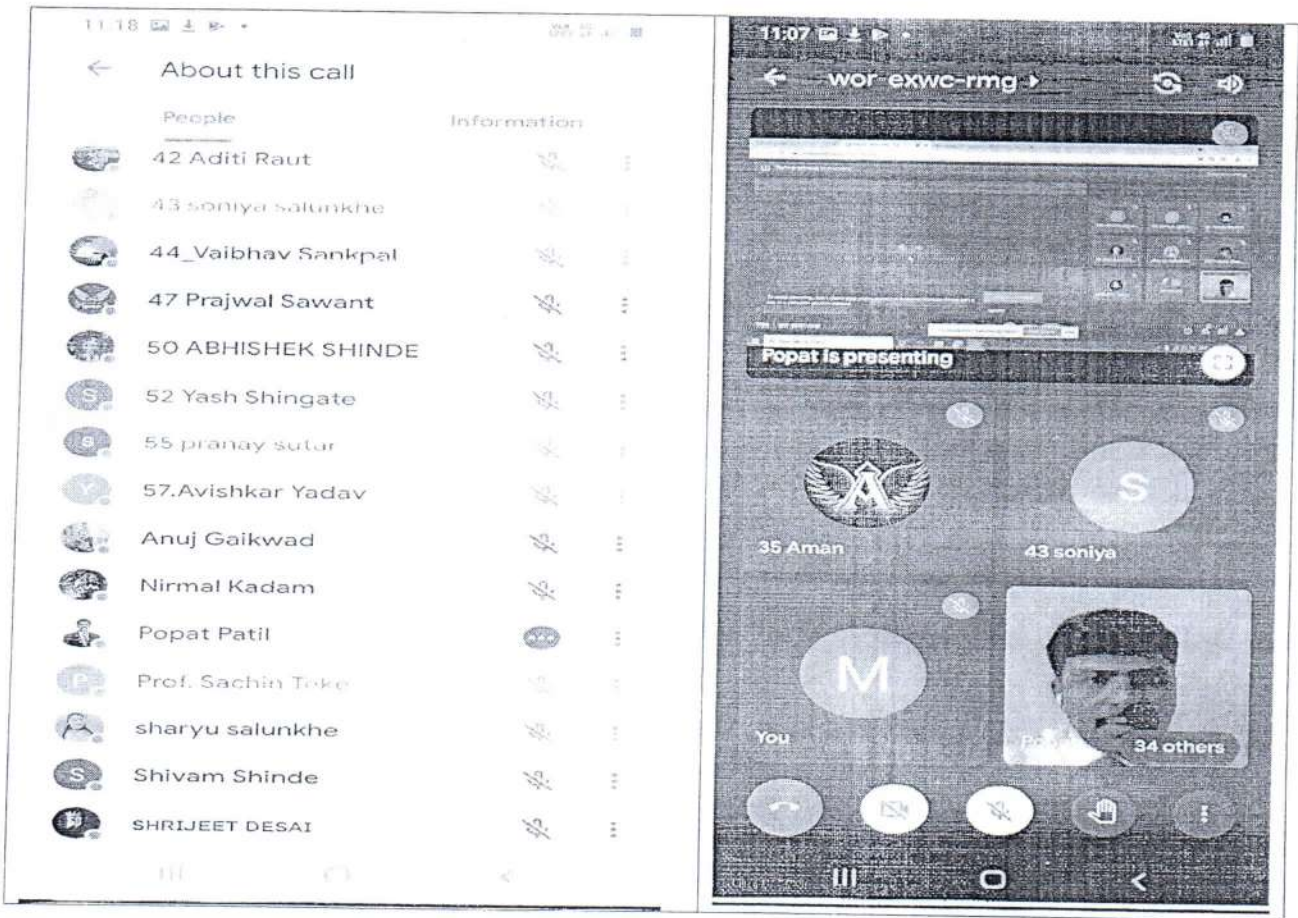 11:18
About this call
People Information
42 Aditi Raut
43 soniya salunkhe
44_Vaibhav Sankpal
47 Prajwal Sawant
50 ABHISHEK SHINDE
S 52 Yash Shingate
S 55 pranay sutar
Y 57.Avishkar Yadav
Anuj Gaikwad
Nirmal Kadam
Popat Patil
P Prof. Sachin Teke
sharyu salunkhe
S Shivam Shinde
SHRIJEET DESAI
11:07
wor-exwc-rmg
Popat is presenting
A
S
35 Aman
43 soniya
M
You
34 others